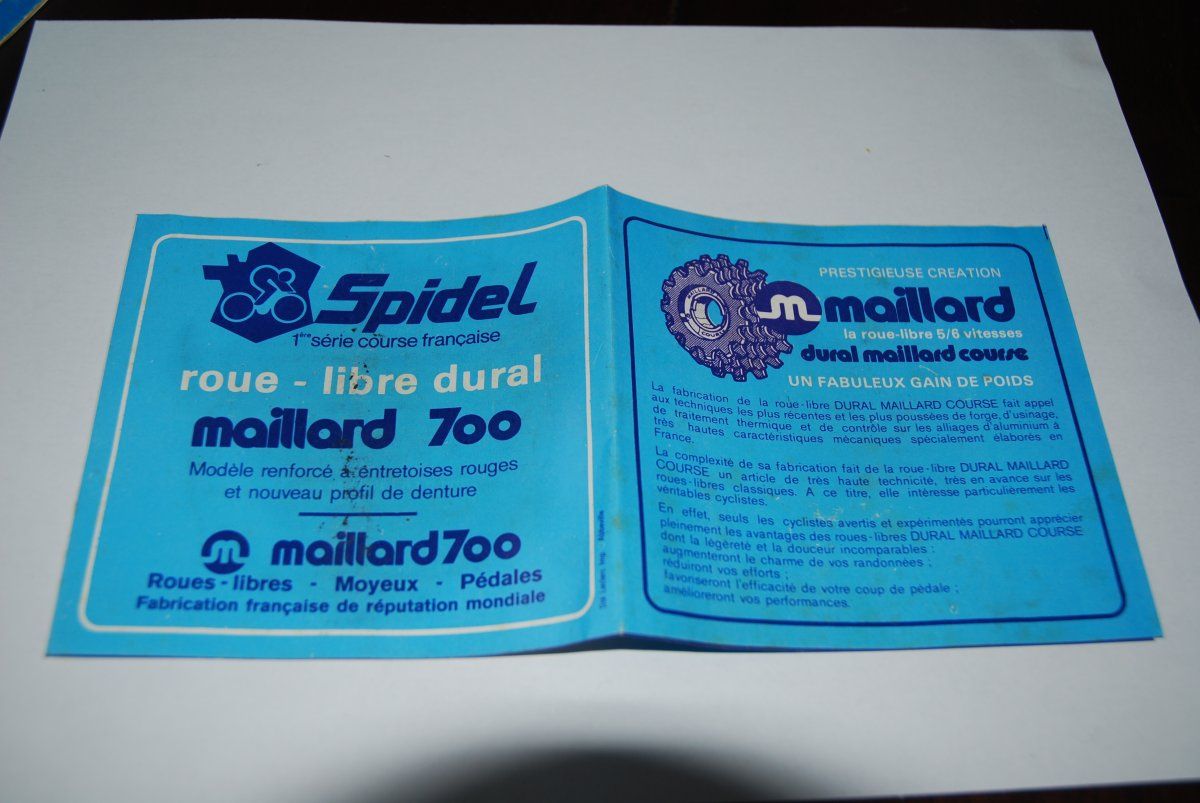 Spidel
1ère série course française
roue - libre dural
maillard 700
Modèle renforcé à entretoises rouges
et nouveau profil de denture
m maillard 700
Roues - libres - Moyeux - Pédales
Fabrication française de réputation mondiale
PRESTIGIEUSE CREATION
m maillard
la roue-libre 5/6 vitesses
dural maillard course
UN FABULEUX GAIN DE POIDS
La fabrication de la roue-libre DURAL MAILLARD COURSE fait appel
aux techniques les plus récentes et les plus poussées de forge, d'usinage,
de traitement thermique et de contrôle sur les alliages d'aluminium à
très hautes caractéristiques mécaniques spécialement élaborés en
France.
La complexité de sa fabrication fait de la roue-libre DURAL MAILLARD
COURSE un article de très haute technicité, très en avance sur les
roues-libres classiques. A ce titre, elle intéresse particulièrement les
véritables cyclistes.
En effet, seuls les cyclistes avertis et expérimentés pourront apprécier
pleinement les avantages des roues-libres DURAL MAILLARD COURSE
dont la légèreté et la douceur incomparables :
augmenteront le charme de vos randonnées ;
réduiront vos efforts ;
favoriseront l'efficacité de votre coup de pédale ;
amélioreront vos performances.